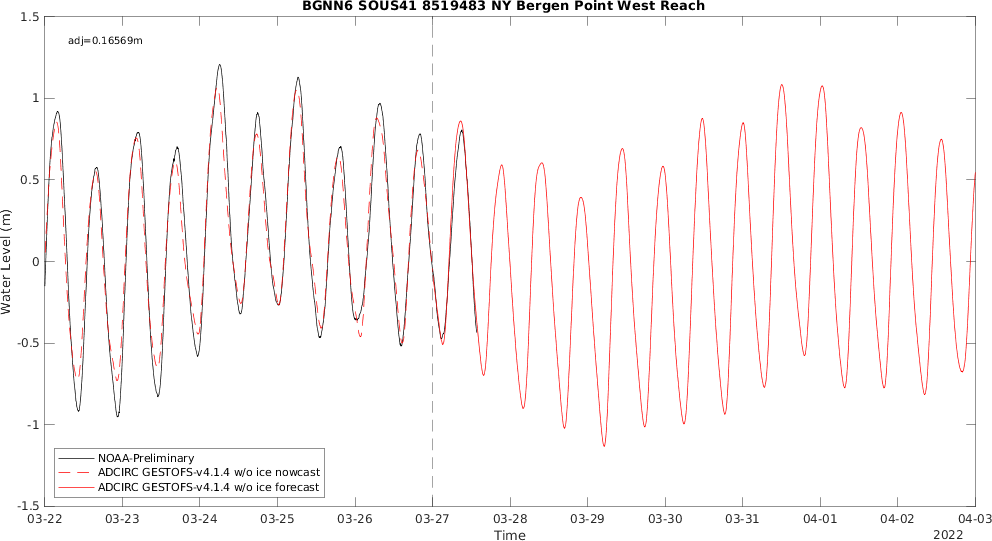 BGNN6 SOUS41 8519483 NY Bergen Point West Reach
adj=0.16569m
1.5
1
0.5
0
-0.5
-1
-1.5
Water Level (m)
NOAA-Preliminary
ADCIRC GESTOFS-v4.1.4 w/o ice nowcast
ADCIRC GESTOFS-v4.1.4 w/o ice forecast
03-22 03-23 03-24 03-25 03-26 03-27 03-28 03-29 03-30 03-31 04-01 04-02 04-03
Time
2022